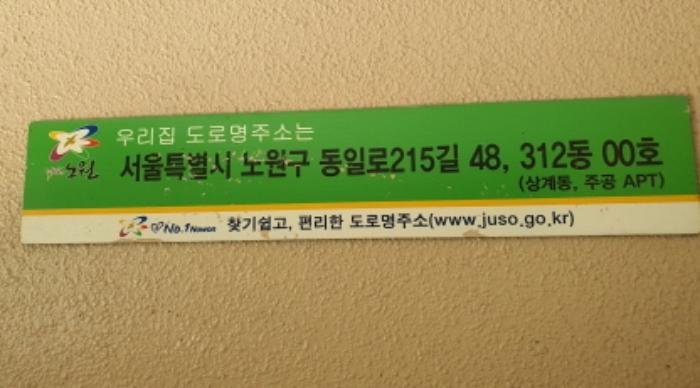 우리집 도로명주소는
노원 서울특별시 노원구 동일로215길 48, 312동 00호
(상계동, 주공 APT)
No.1 Nowon 찾기쉽고, 편리한 도로명주소(www.juso.go.kr)